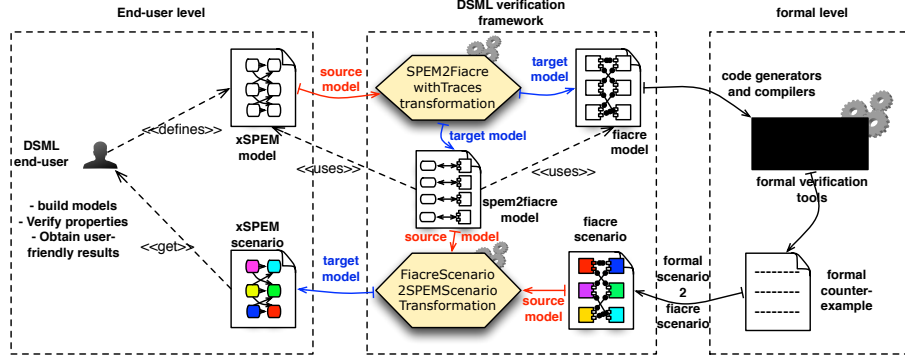 End-user level
DSML verification
framework
formal level
source
model
SPEM2Fiacre
withTraces
transformation
target
model
code generators
and compilers
<<defines>>
xSPEM
model
target model
fiacre
model
DSML
end-user
<<uses>>
<<uses>>
formal verification
tools
- build models
- Verify properties
- Obtain user-
friendly results
spem2fiacre
model
xSPEM
scenario
source model
fiacre
scenario
<<get>>
target
model
FiacreScenario
2SPEMScenario
Transformation
source
model
formal
scenario
2
fiacre
scenario
formal
counter-
example